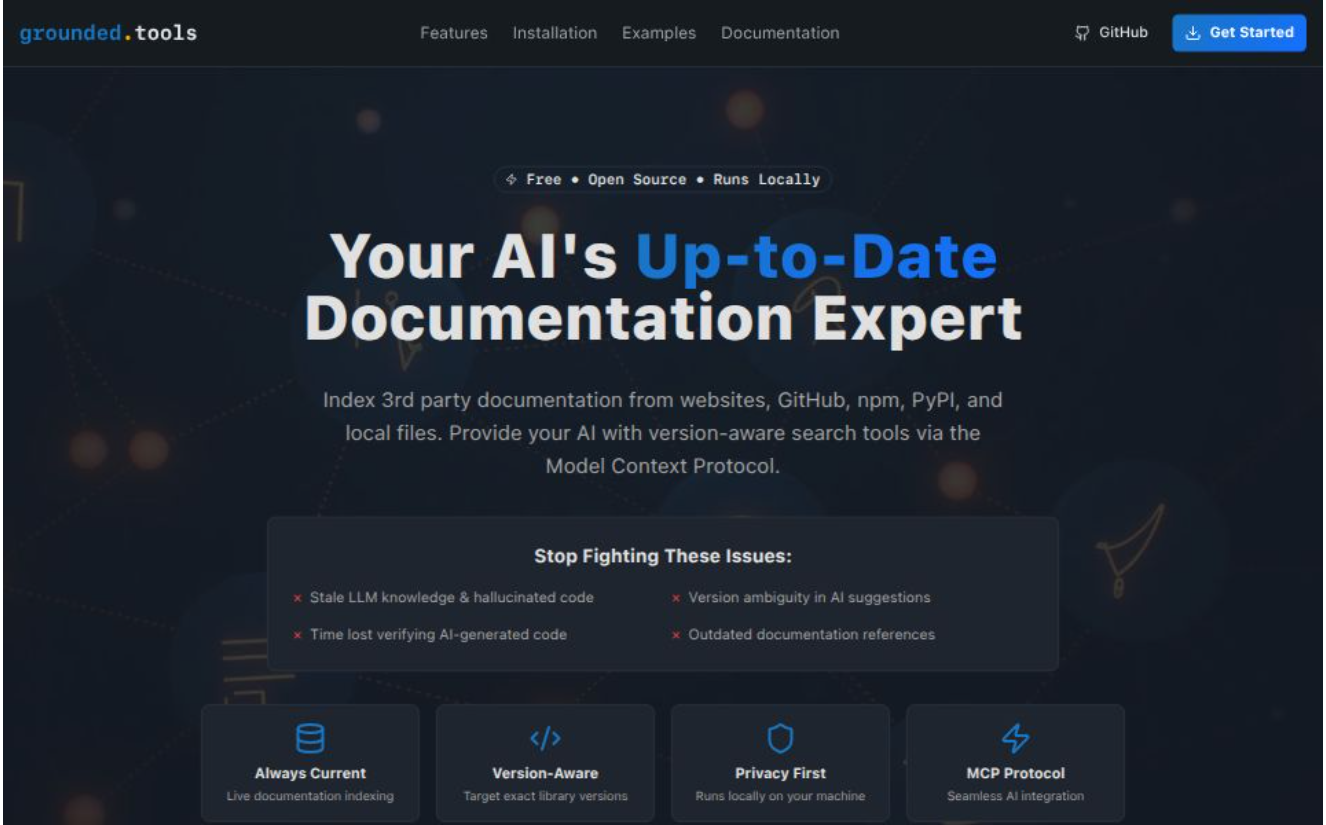 grounded.tools
Features
Installation
Examples
Documentation
GitHub
Get Started
Free • Open Source • Runs Locally
Your AI's Up-to-Date
Documentation Expert
Index 3rd party documentation from websites, GitHub, npm, PyPI, and
local files. Provide your AI with version-aware search tools via the
Model Context Protocol.
Stop Fighting These Issues:
× Stale LLM knowledge & hallucinated code
× Version ambiguity in AI suggestions
× Time lost verifying AI-generated code
× Outdated documentation references
Always Current
Live documentation indexing
Version-Aware
Target exact library versions
Privacy First
Runs locally on your machine
MCP Protocol
Seamless AI integration